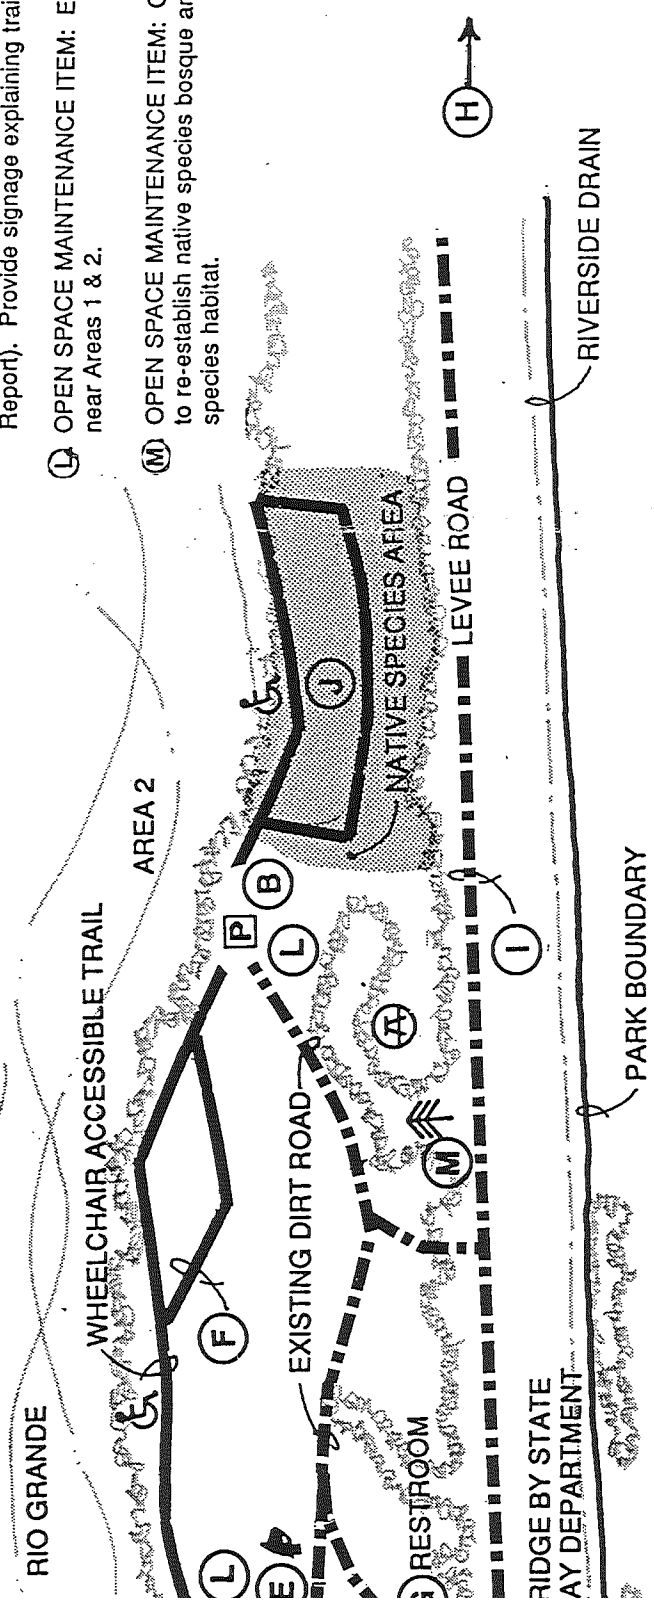 Report). Provide signage explaining trai
L OPEN SPACE MAINTENANCE ITEM: E
near Areas 1 & 2.
M OPEN SPACE MAINTENANCE ITEM:
to re-establish native species bosque ar
species habitat.
RIO GRANDE
WHEELCHAIR ACCESSIBLE TRAIL
AREA 2
F
EXISTING DIRT ROAD
P
B
L
J
NATIVE SPECIES AREA
A
M
L
E
G RESTROOM
LEVEE ROAD
H
I
RIDGE BY STATE
AY DEPARTMENT
PARK BOUNDARY
RIVERSIDE DRAIN